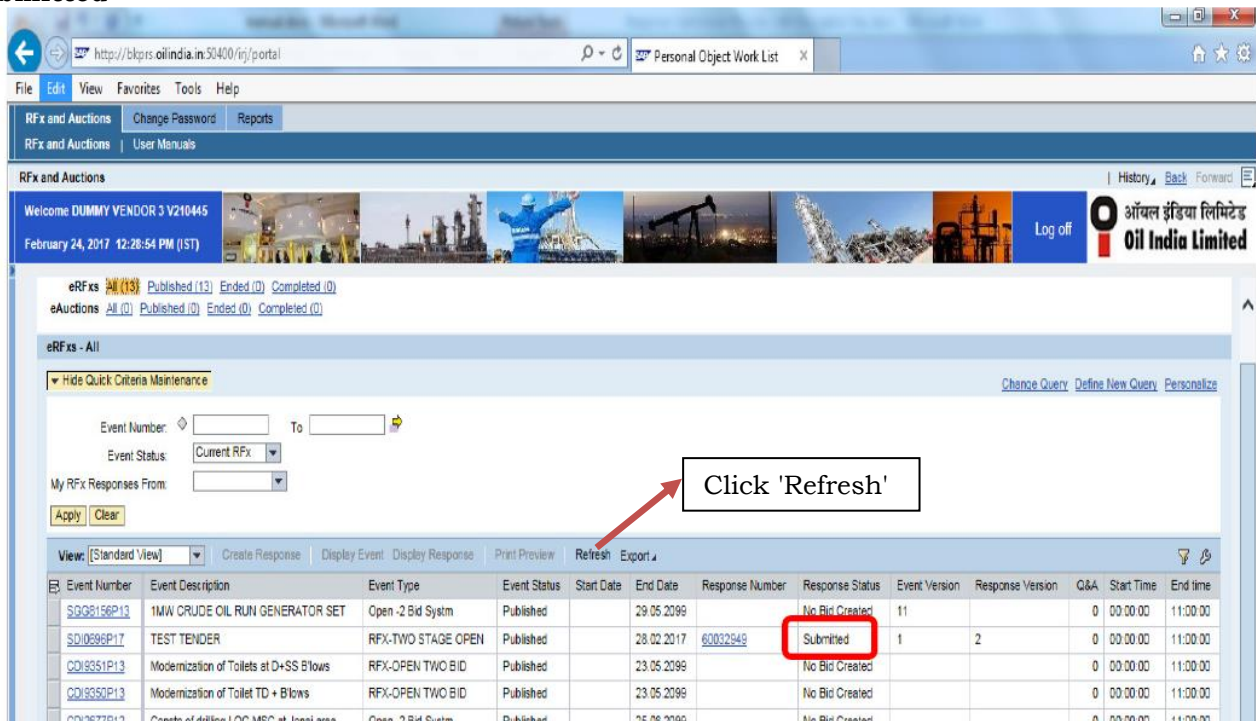 http://bkprs.oilindia.in:50400/irj/portal
Personal Object Work List
File Edit View Favorites Tools Help
RFx and Auctions Change Password Reports
RFx and Auctions | User Manuals
RFx and Auctions | History Back Forward
Welcome DUMMY VENDOR 3 V210445
February 24, 2017 12:28:54 PM (IST)
Log off
ऑयल इंडिया लिमिटेड
Oil India Limited
eRFxs All (13) Published (13) Ended (0) Completed (0)
eAuctions All (0) Published (0) Ended (0) Completed (0)
eRFxs - All
Hide Quick Criteria Maintenance
Change Query Define New Query Personalize
Event Number: To
Event Status: Current RFx
My RFx Responses From:
Apply Clear
Click 'Refresh'
View: [Standard View] Create Response Display Event Display Response Print Preview Refresh Export
Event Number Event Description Event Type Event Status Start Date End Date Response Number Response Status Event Version Response Version Q&A Start Time End time
SGG8156P13 1MW CRUDE OIL RUN GENERATOR SET Open -2 Bid Systm Published 29.05.2099 No Bid Created 11 0 00:00:00 11:00:00
SDI0696P17 TEST TENDER RFX-TWO STAGE OPEN Published 28.02.2017 60032949 Submitted 1 2 0 00:00:00 11:00:00
CDI9351P13 Modernization of Toilets at D+SS B'lows RFX-OPEN TWO BID Published 23.05.2099 No Bid Created 0 00:00:00 11:00:00
CDI9350P13 Modernization of Toilet TD + B'lows RFX-OPEN TWO BID Published 23.05.2099 No Bid Created 0 00:00:00 11:00:00